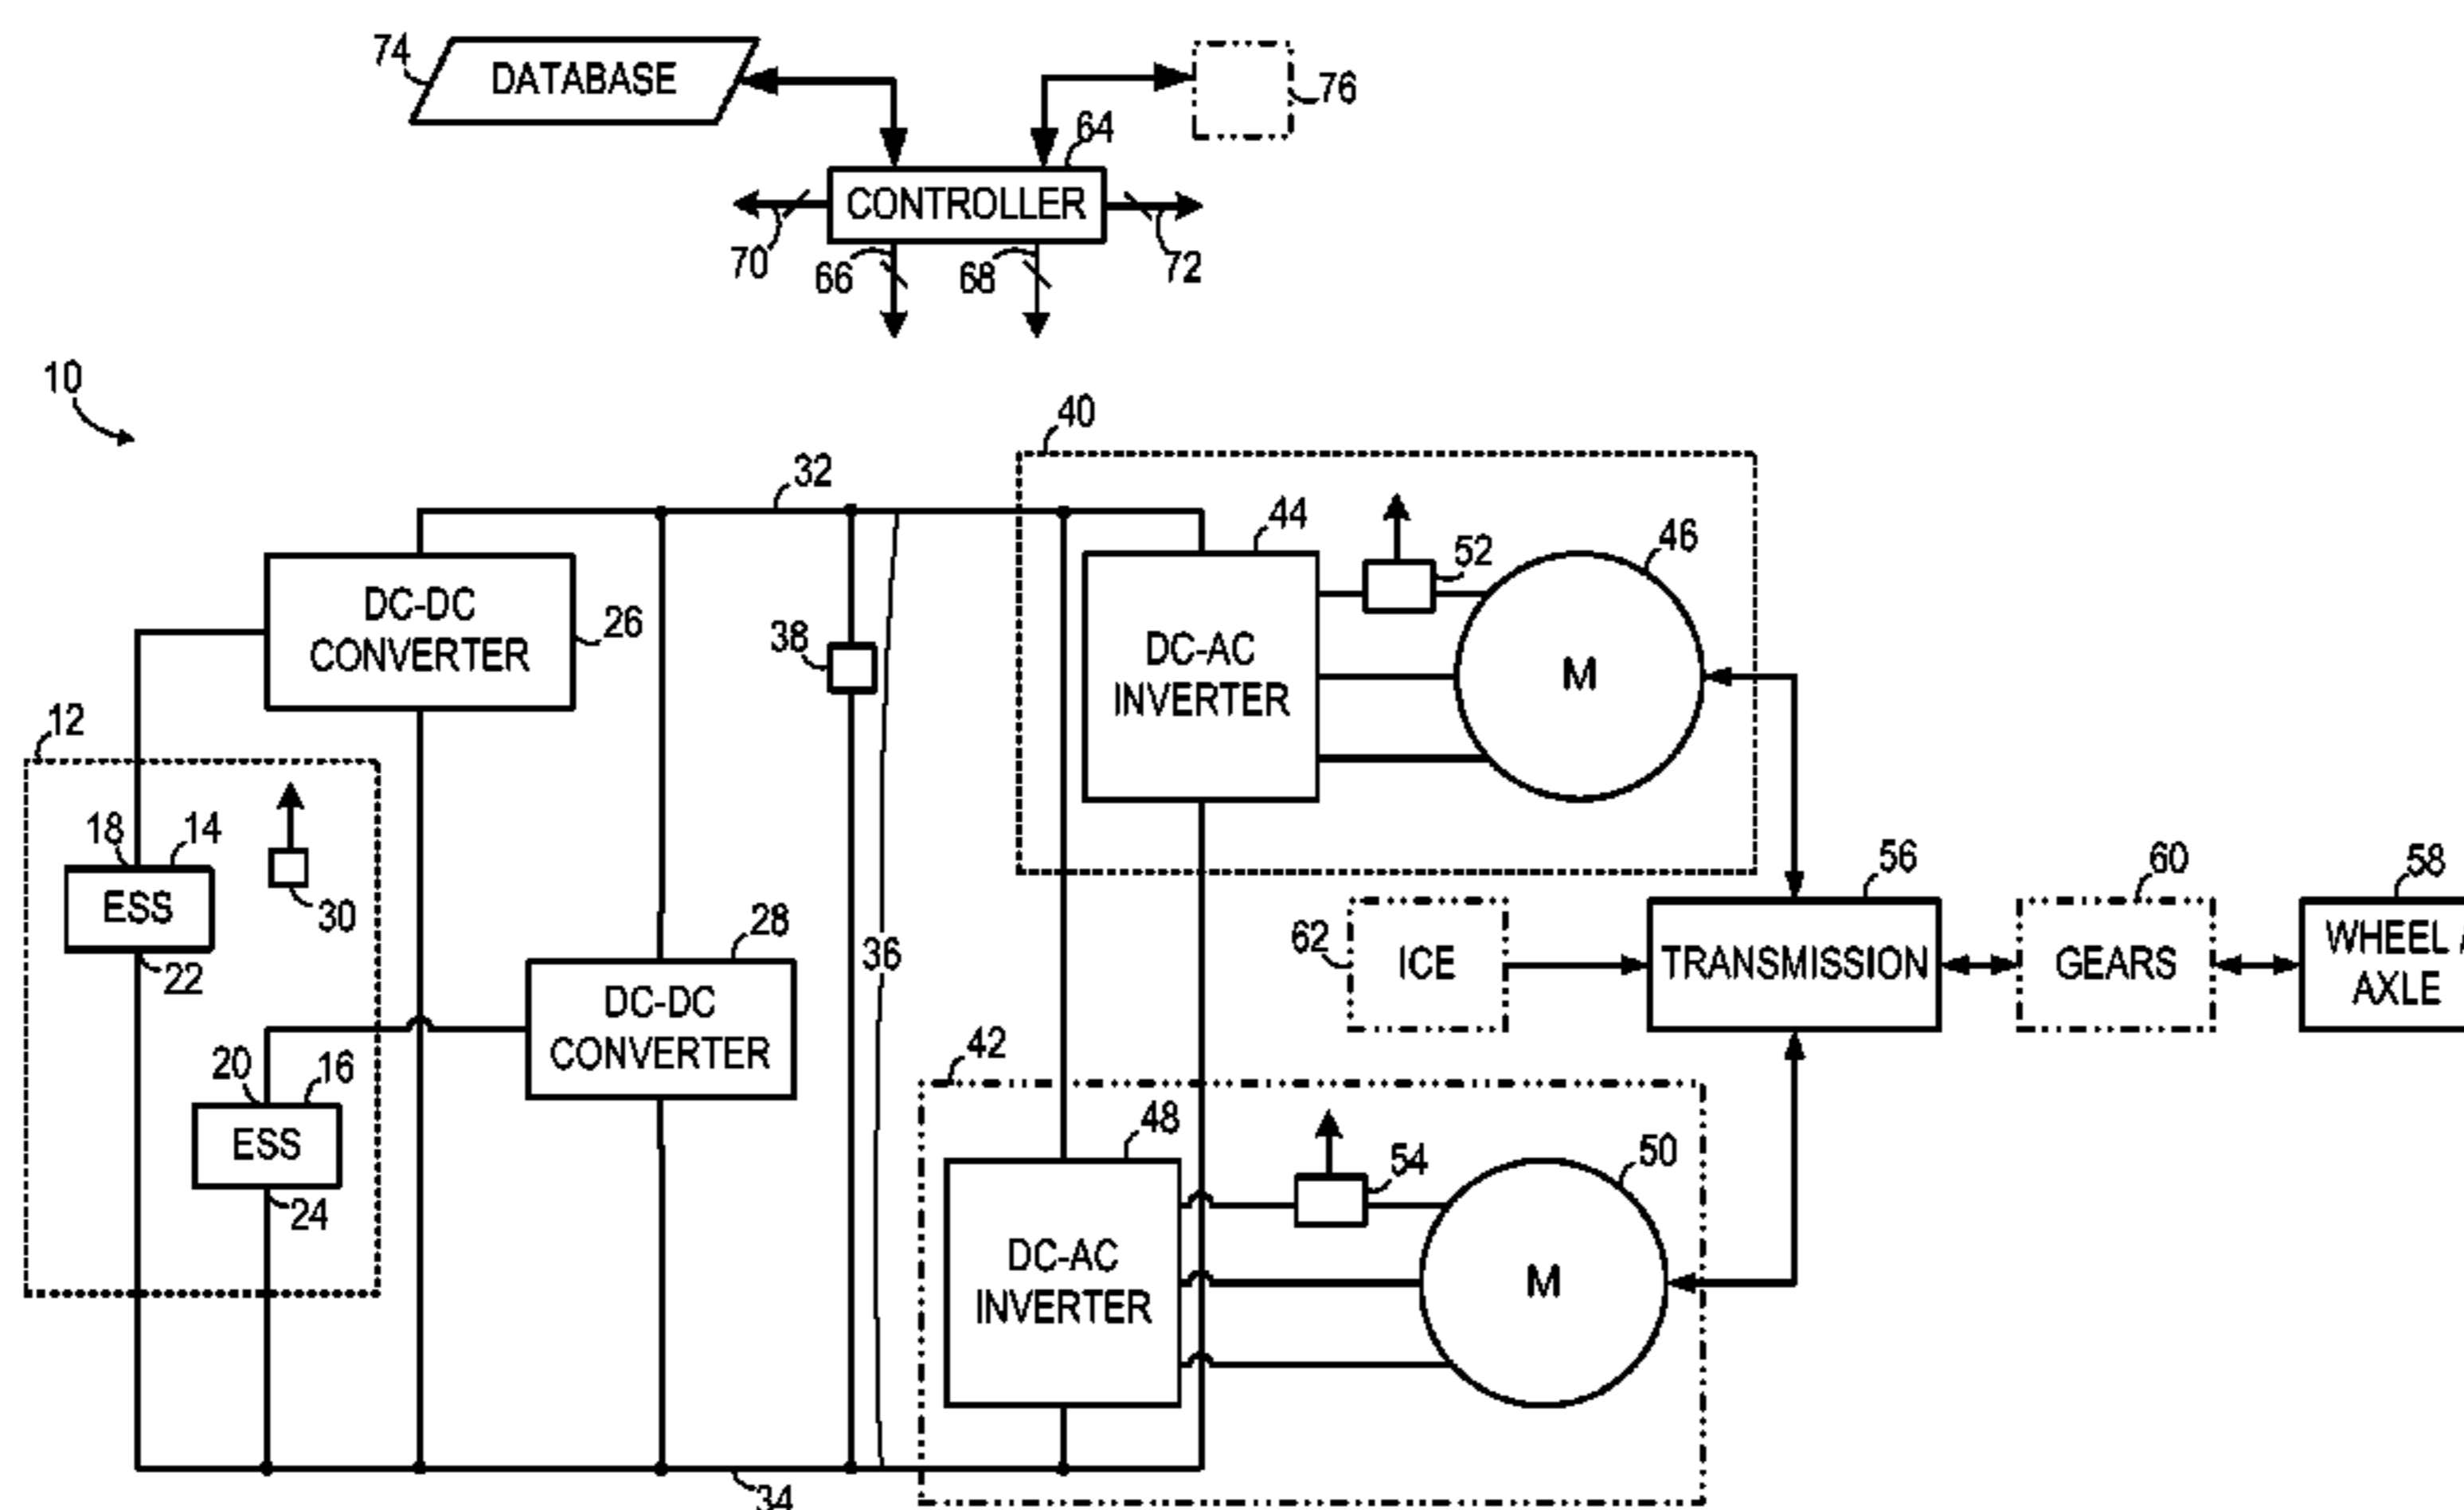 74
DATABASE
76
64
CONTROLLER
70
66
68
72
10
40
32
44
52
46
DC-DC
CONVERTER
26
38
DC-AC
INVERTER
M
12
18
14
ESS
30
22
36
28
DC-DC
CONVERTER
62
ICE
56
TRANSMISSION
60
GEARS
58
WHEEL
AXLE
20
16
ESS
24
42
48
54
50
DC-AC
INVERTER
M
34